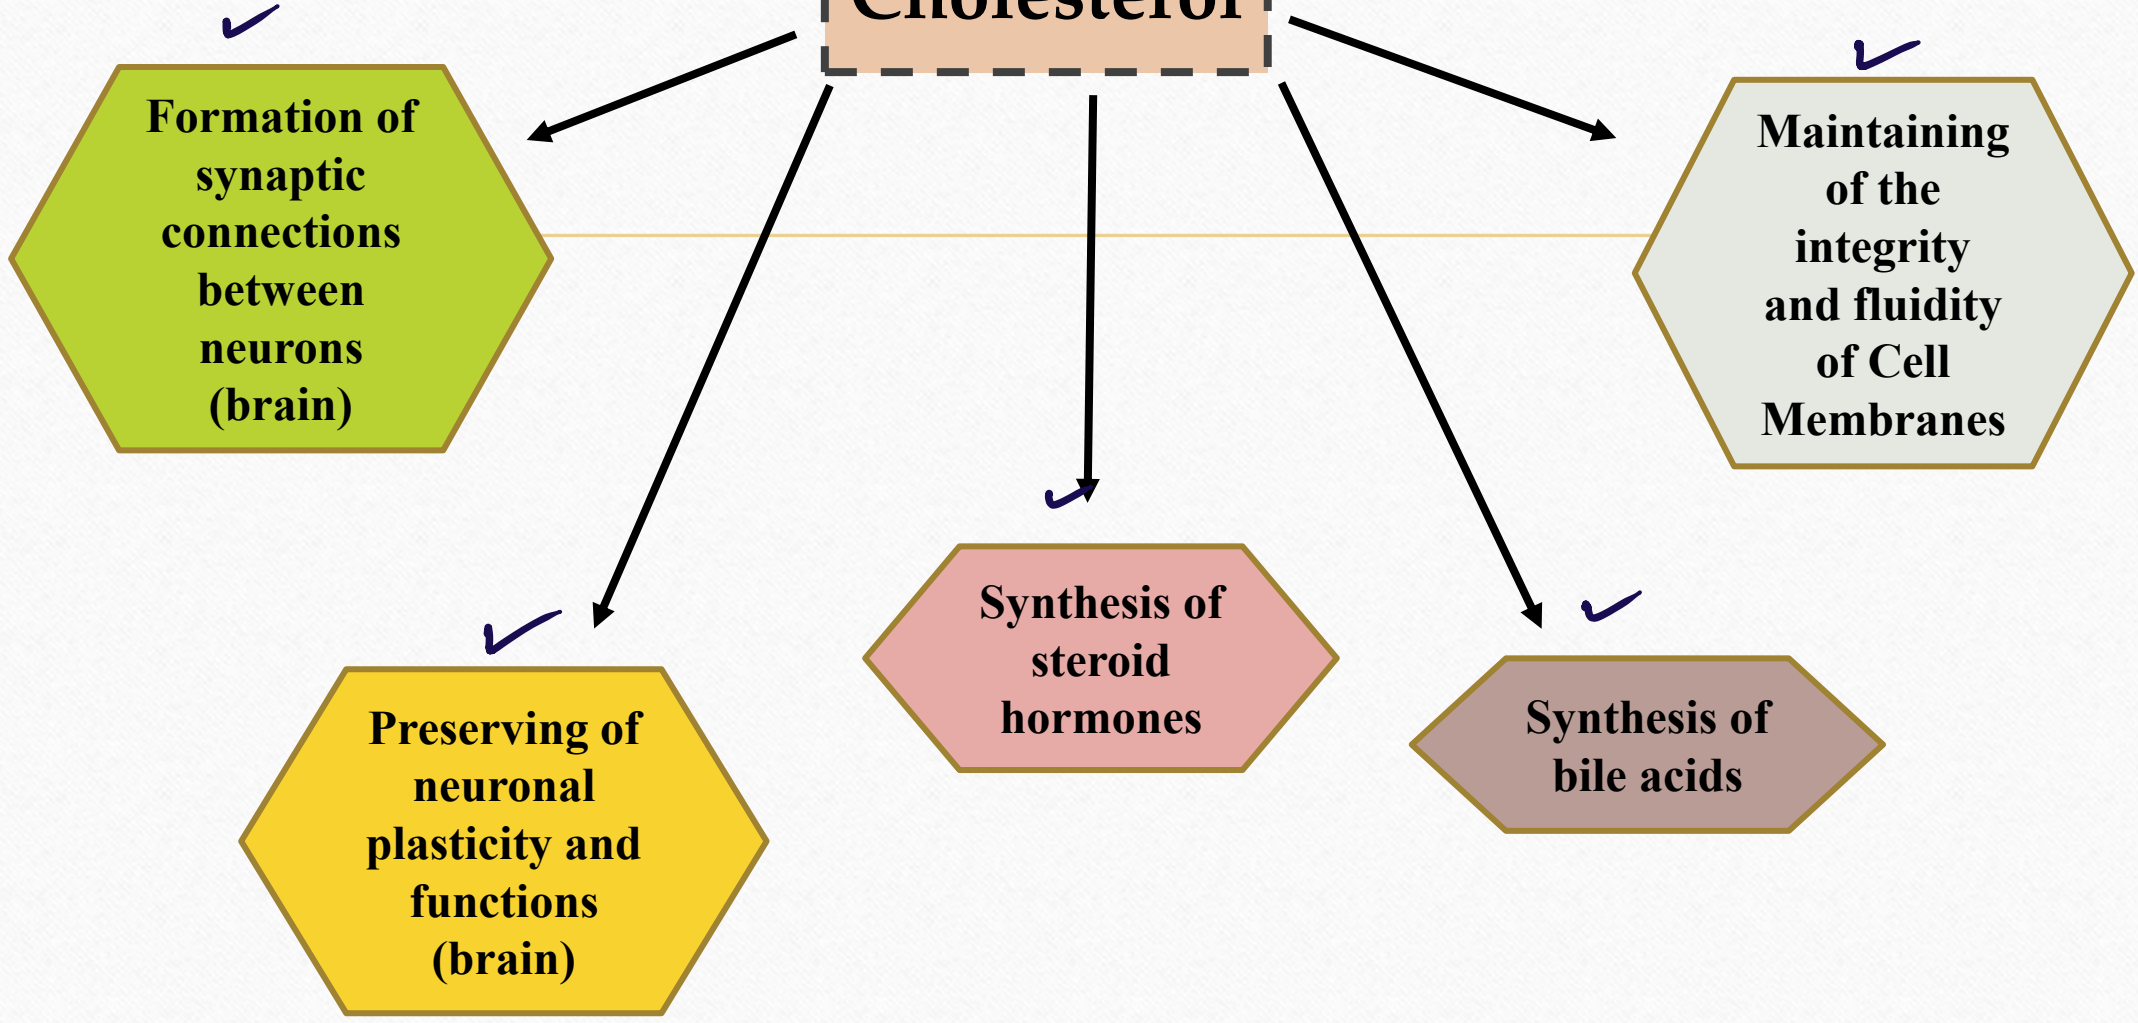 Cholesterol
Formation of
synaptic
connections
between
neurons
(brain)
Maintaining
of the
integrity
and fluidity
of Cell
Membranes
Preserving of
neuronal
plasticity and
functions
(brain)
Synthesis of
steroid
hormones
Synthesis of
bile acids